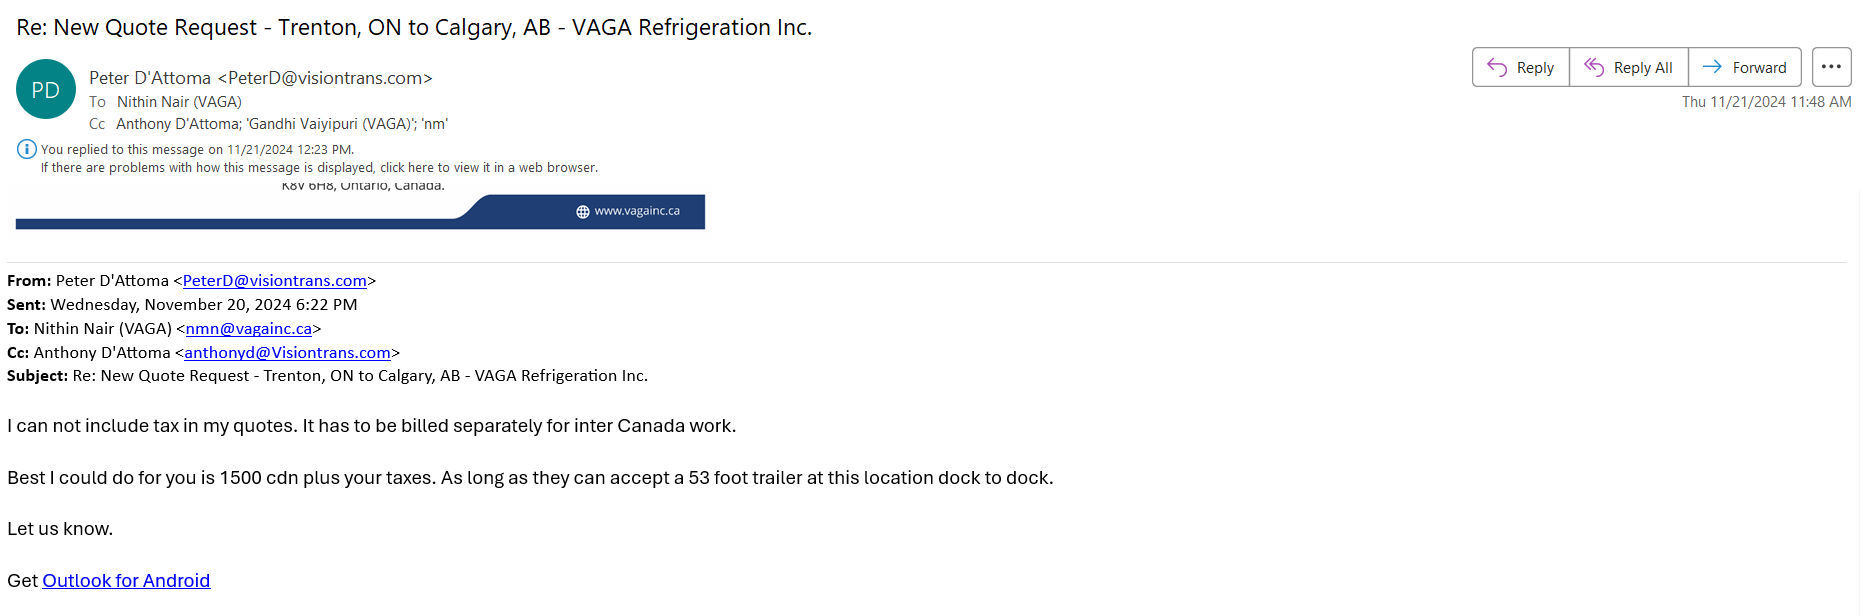 Re: New Quote Request - Trenton, ON to Calgary, AB - VAGA Refrigeration Inc.
PD
Peter D'Attoma <PeterD@visiontrans.com>
To Nithin Nair (VAGA)
Cc Anthony D'Attoma; 'Gandhi Vaiyipuri (VAGA)'; 'nm'
Reply
Reply All
Forward
Thu 11/21/2024 11:48 AM
You replied to this message on 11/21/2024 12:23 PM.
If there are problems with how this message is displayed, click here to view it in a web browser.
K8V 6H8, Ontario, Canada.
www.vagainc.ca
From: Peter D'Attoma <PeterD@visiontrans.com>
Sent: Wednesday, November 20, 2024 6:22 PM
To: Nithin Nair (VAGA) <nmn@vagainc.ca>
Cc: Anthony D'Attoma <anthonyd@Visiontrans.com>
Subject: Re: New Quote Request - Trenton, ON to Calgary, AB - VAGA Refrigeration Inc.
I can not include tax in my quotes. It has to be billed separately for inter Canada work.
Best I could do for you is 1500 cdn plus your taxes. As long as they can accept a 53 foot trailer at this location dock to dock.
Let us know.
Get Outlook for Android